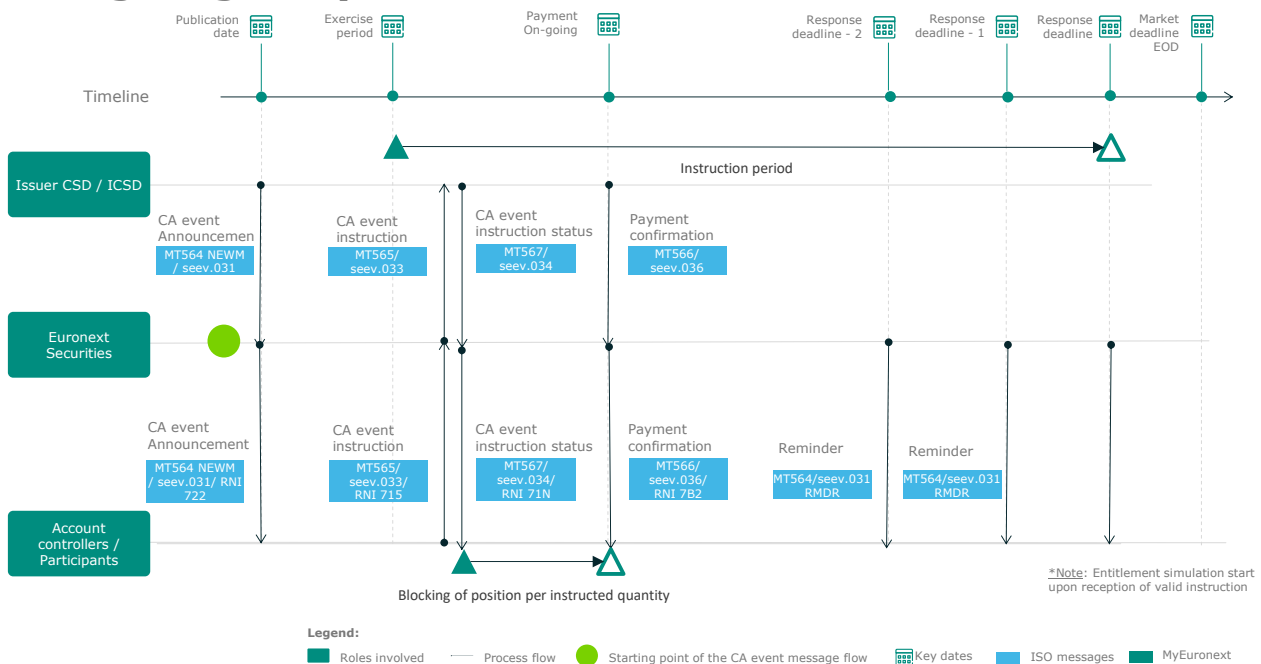 Publication
date
Exercise
period
Payment
On-going
Response
deadline - 2
Response
deadline - 1
Response
deadline
Market
deadline
EOD
Timeline
Instruction period
Issuer CSD / ICSD
CA event
Announcemen
MT564 NEWM
/ seev.031
CA event
instruction
MT565/
seev.033
CA event
instruction status
MT567/
seev.034
Payment
confirmation
MT566/
seev.036
Euronext
Securities
CA event
Announcement
MT564 NEWM
/ seev.031/ RNI
722
CA event
instruction
MT565/
seev.033/
RNI 715
CA event
instruction status
MT567/
seev.034/
RNI 71N
Payment
confirmation
MT566/
seev.036/
RNI 7B2
Reminder
MT564/seev.031
RMDR
Reminder
MT564/seev.031
RMDR
Account
controllers /
Participants
Blocking of position per instructed quantity
*Note: Entitlement simulation start
upon reception of valid instruction
Legend:
Roles involved
Process flow
Starting point of the CA event message flow
Key dates
ISO messages
MyEuronext